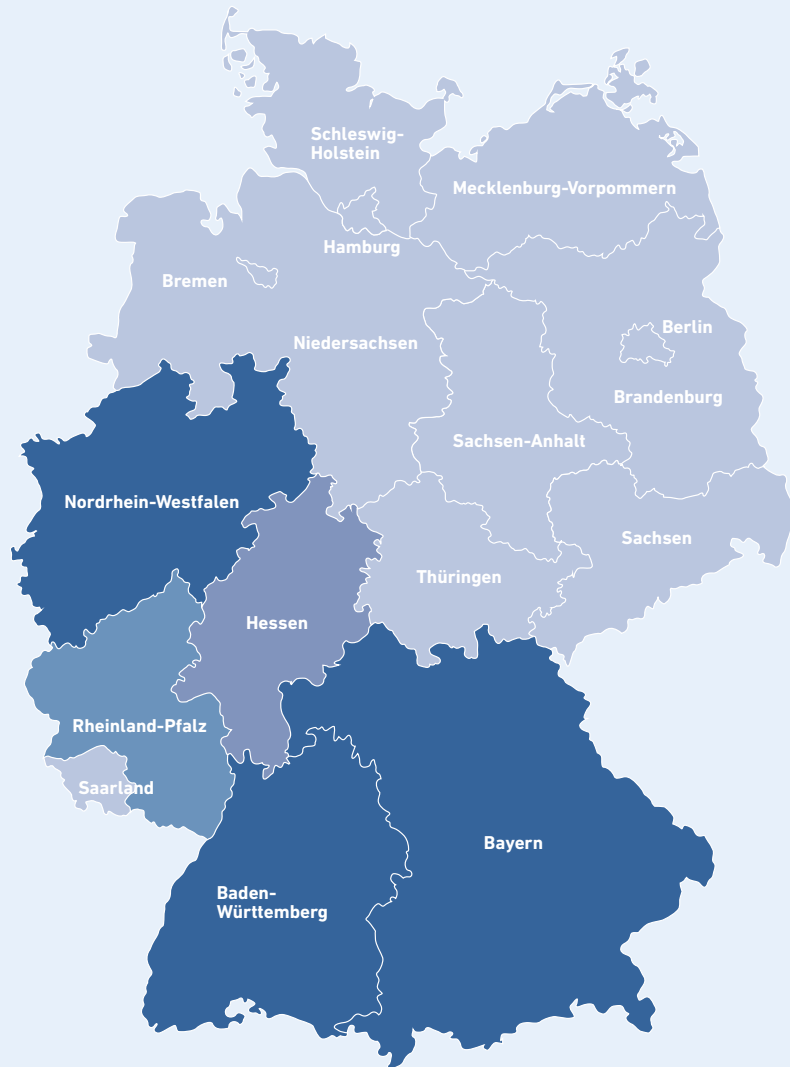 Schleswig-
Holstein
Mecklenburg-Vorpommern
Hamburg
Bremen
Berlin
Niedersachsen
Brandenburg
Sachsen-Anhalt
Nordrhein-Westfalen
Sachsen
Thüringen
Hessen
Rheinland-Pfalz
Saarland
Bayern
Baden-
Württemberg